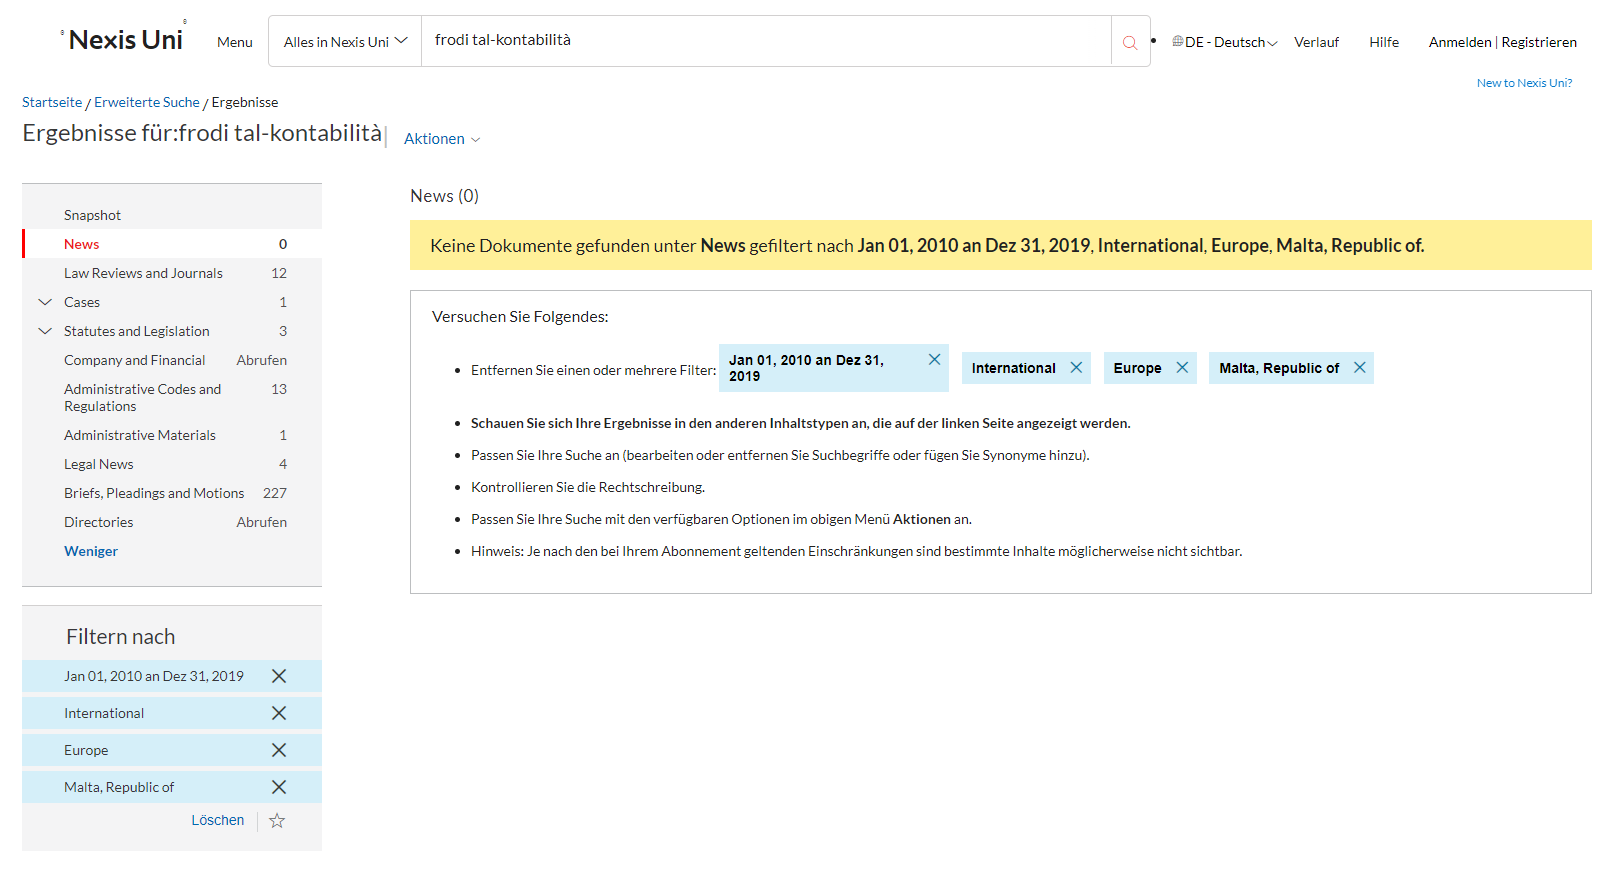 ® Nexis Uni ®
Menu
Alles in Nexis Uni
frodi tal-kontabilità
DE - Deutsch
Verlauf
Hilfe
Anmelden | Registrieren
New to Nexis Uni?
Startseite / Erweiterte Suche / Ergebnisse
Ergebnisse für:frodi tal-kontabilità
Aktionen
Snapshot
News 0
Law Reviews and Journals 12
Cases 1
Statutes and Legislation 3
Company and Financial Abrufen
Administrative Codes and 13
Regulations
Administrative Materials 1
Legal News 4
Briefs, Pleadings and Motions 227
Directories Abrufen
Weniger
Filtern nach
Jan 01, 2010 an Dez 31, 2019
International
Europe
Malta, Republic of
Löschen
News (0)
Keine Dokumente gefunden unter News gefiltert nach Jan 01, 2010 an Dez 31, 2019, International, Europe, Malta, Republic of.
Versuchen Sie Folgendes:
• Entfernen Sie einen oder mehrere Filter:
Jan 01, 2010 an Dez 31,
2019
International
Europe
Malta, Republic of
• Schauen Sie sich Ihre Ergebnisse in den anderen Inhaltstypen an, die auf der linken Seite angezeigt werden.
• Passen Sie Ihre Suche an (bearbeiten oder entfernen Sie Suchbegriffe oder fügen Sie Synonyme hinzu).
• Kontrollieren Sie die Rechtschreibung.
• Passen Sie Ihre Suche mit den verfügbaren Optionen im obigen Menü Aktionen an.
• Hinweis: Je nach den bei Ihrem Abonnement geltenden Einschränkungen sind bestimmte Inhalte möglicherweise nicht sichtbar.